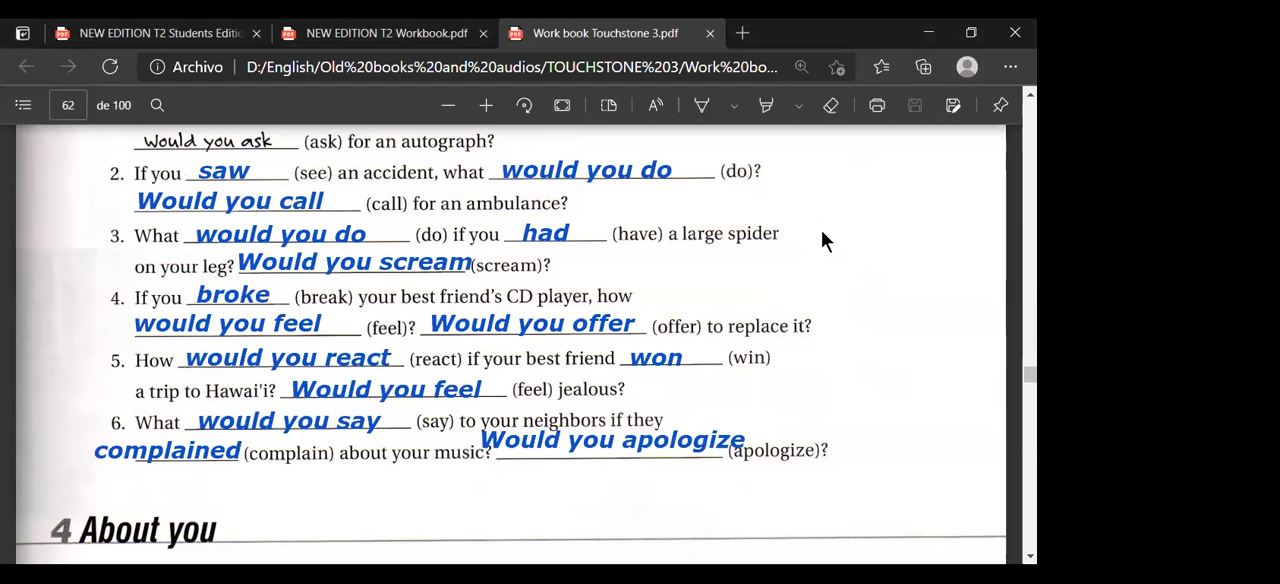 NEW EDITION T2 Students Editi
NEW EDITION T2 Workbook.pdf
Work book Touchstone 3.pdf
Archivo D:/English/Old%20books%20and%20audios/TOUCHSTONE%203/Work%20bo...
62 de 100
Would you ask (ask) for an autograph?
2. If you saw (see) an accident, what would you do (do)?
Would you call (call) for an ambulance?
3. What would you do (do) if you had (have) a large spider
on your leg? Would you scream (scream)?
4. If you broke (break) your best friend's CD player, how
would you feel (feel)? Would you offer (offer) to replace it?
5. How would you react (react) if your best friend won (win)
a trip to Hawai'i? Would you feel (feel) jealous?
6. What would you say (say) to your neighbors if they
complained (complain) about your music? Would you apologize (apologize)?
4 About you